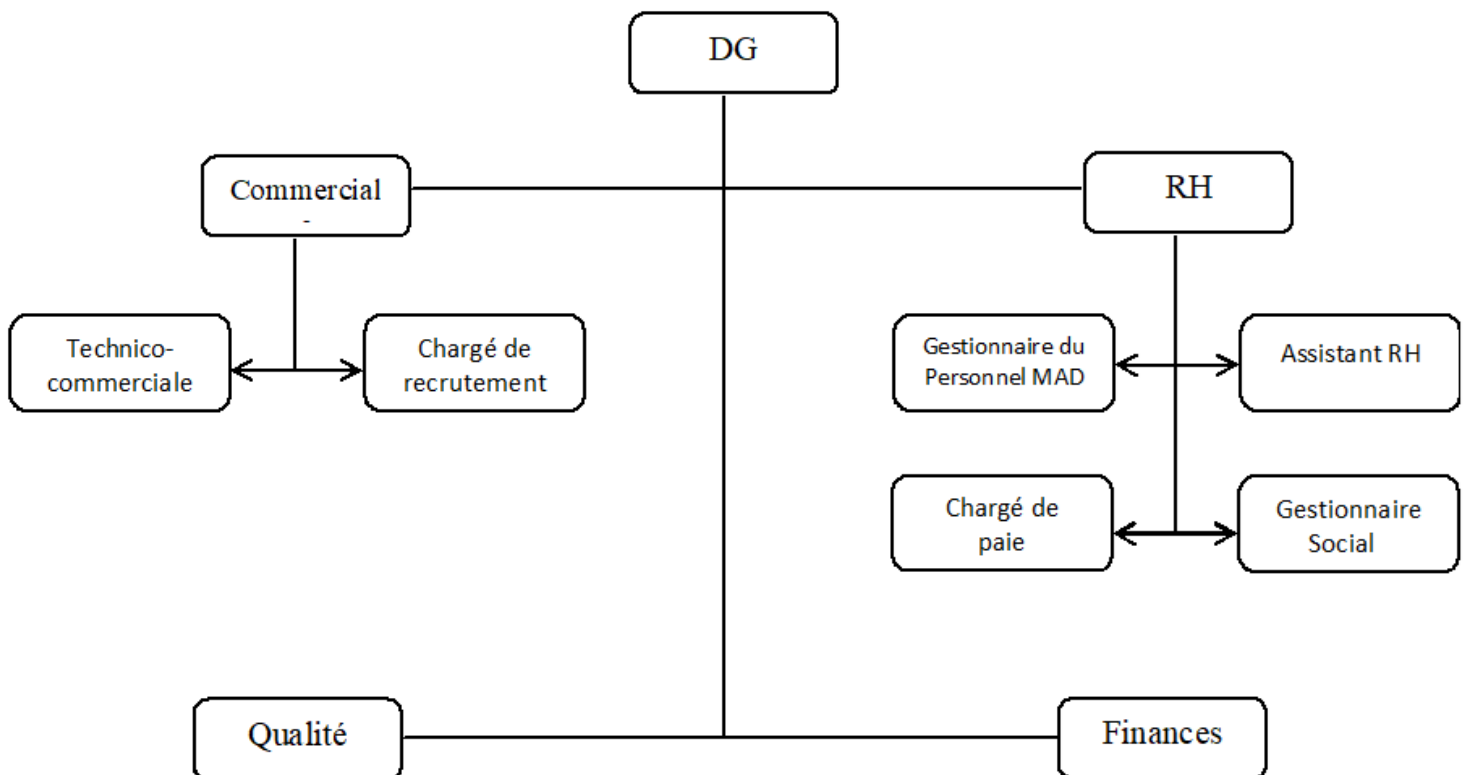 DG
Commercial
-
RH
Technico-
commerciale
Chargé de
recrutement
Gestionnaire du
Personnel MAD
Assistant RH
Chargé de
paie
Gestionnaire
Social
Qualité
Finances